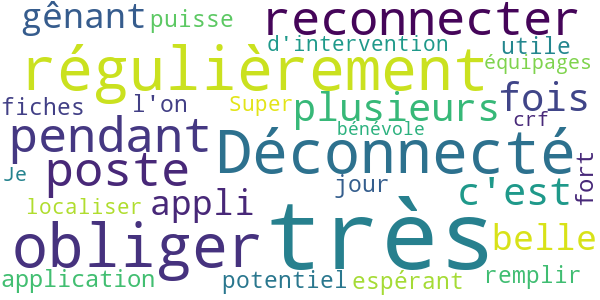 gênant puisse reconnecter
d'intervention utile
régulièrement équipages
fiches l'on Super plusieurs fois
pendant bénévole crf
Déconnecté fort
Je poste jour c'est
localiser appli
obliger très belle
application potentiel espérant remplir